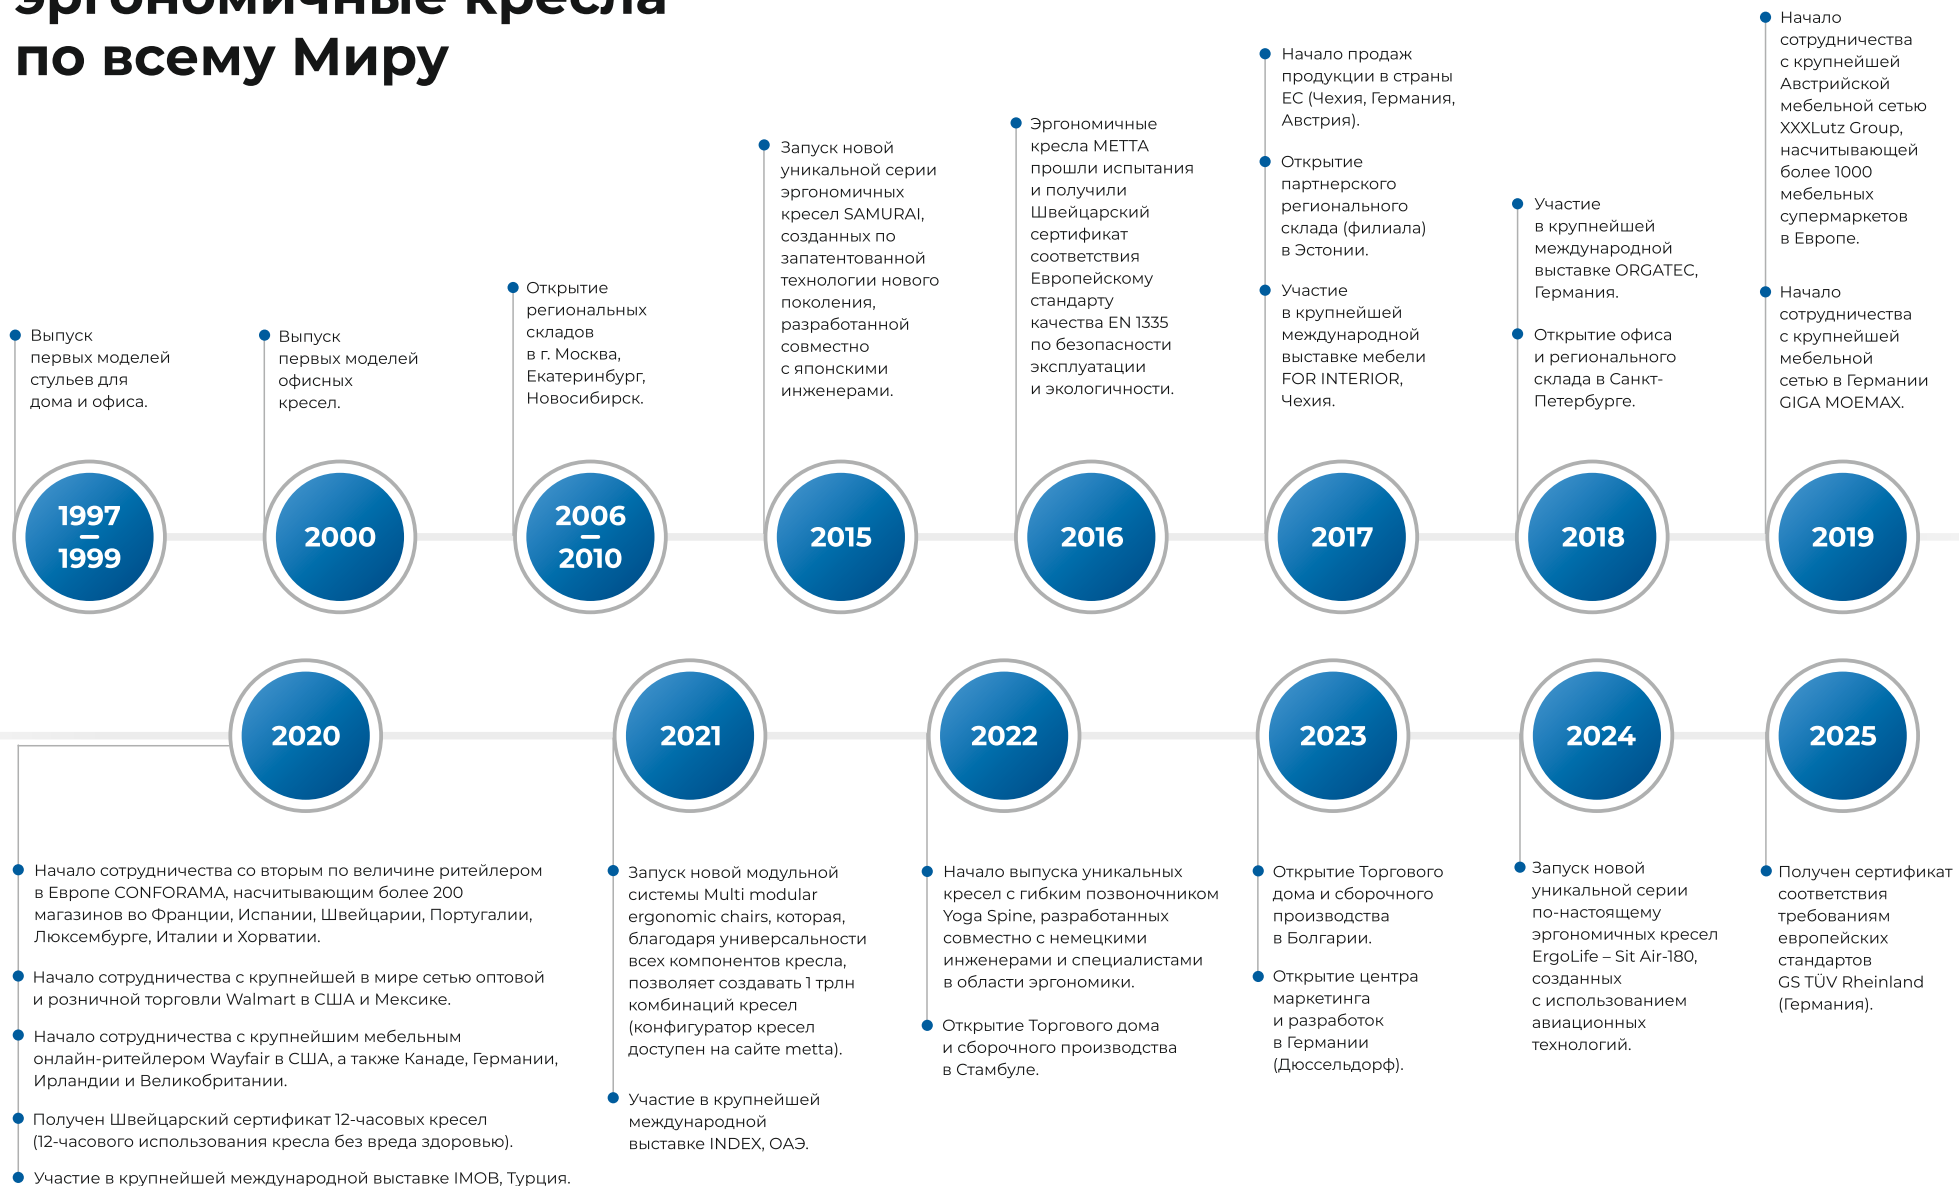 эргономичные кресла
по всему Миру
Выпуск
первых моделей
стульев для
дома и офиса.
1997
–
1999
Выпуск
первых моделей
офисных
кресел.
2000
Открытие
региональных
складов
в г. Москва,
Екатеринбург,
Новосибирск.
2006
–
2010
Запуск новой
уникальной серии
эргономичных
кресел SAMURAI,
созданных по
запатентованной
технологии нового
поколения,
разработанной
совместно
с японскими
инженерами.
2015
Эргономичные
кресла МЕТТА
прошли испытания
и получили
Швейцарский
сертификат
соответствия
Европейскому
стандарту
качества EN 1335
по безопасности
эксплуатации
и экологичности.
2016
Начало продаж
продукции в страны
ЕС (Чехия, Германия,
Австрия).
Открытие
партнерского
регионального
склада (филиала)
в Эстонии.
Участие
в крупнейшей
международной
выставке мебели
FOR INTERIOR,
Чехия.
2017
Участие
в крупнейшей
международной
выставке ORGATEC,
Германия.
Открытие офиса
и регионального
склада в Санкт-
Петербурге.
2018
Начало
сотрудничества
с крупнейшей
Австрийской
мебельной сетью
XXXLutz Group,
насчитывающей
более 1000
мебельных
супермаркетов
в Европе.
Начало
сотрудничества
с крупнейшей
мебельной
сетью в Германии
GIGA MOEMAX.
2019
2020
Начало сотрудничества со вторым по величине ритейлером
в Европе CONFORAMA, насчитывающим более 200
магазинов во Франции, Испании, Швейцарии, Португалии,
Люксембурге, Италии и Хорватии.
Начало сотрудничества с крупнейшей в мире сетью оптовой
и розничной торговли Walmart в США и Мексике.
Начало сотрудничества с крупнейшим мебельным
онлайн-ритейлером Wayfair в США, а также Канаде, Германии,
Ирландии и Великобритании.
Получен Швейцарский сертификат 12-часовых кресел
(12-часового использования кресла без вреда здоровью).
Участие в крупнейшей международной выставке IMOB, Турция.
2021
Запуск новой модульной
системы Multi modular
ergonomic chairs, которая,
благодаря универсальности
всех компонентов кресла,
позволяет создавать 1 трлн
комбинаций кресел
(конфигуратор кресел
доступен на сайте metta).
Участие в крупнейшей
международной
выставке INDEX, ОАЭ.
2022
Начало выпуска уникальных
кресел с гибким позвоночником
Yoga Spine, разработанных
совместно с немецкими
инженерами и специалистами
в области эргономики.
Открытие Торгового дома
и сборочного производства
в Стамбуле.
2023
Открытие Торгового
дома и сборочного
производства
в Болгарии.
Открытие центра
маркетинга
и разработок
в Германии
(Дюссельдорф).
2024
Запуск новой
уникальной серии
по-настоящему
эргономичных кресел
ErgoLife – Sit Air-180,
созданных
с использованием
авиационных
технологий.
2025
Получен сертификат
соответствия
требованиям
европейских
стандартов
GS TÜV Rheinland
(Германия).